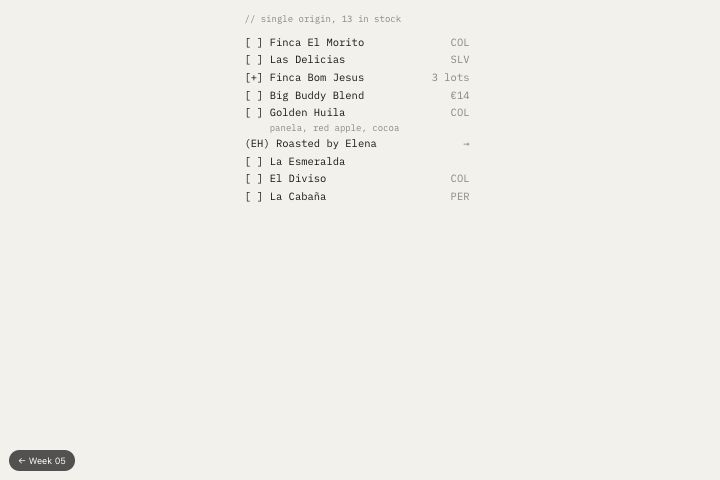 // single origin, 13 in stock
[ ] Finca El Morito COL
[ ] Las Delicias SLV
[+] Finca Bom Jesus 3 lots
[ ] Big Buddy Blend €14
[ ] Golden Huila COL
panela, red apple, cocoa
(EH) Roasted by Elena →
[ ] La Esmeralda
[ ] El Diviso COL
[ ] La Cabaña PER
← Week 05